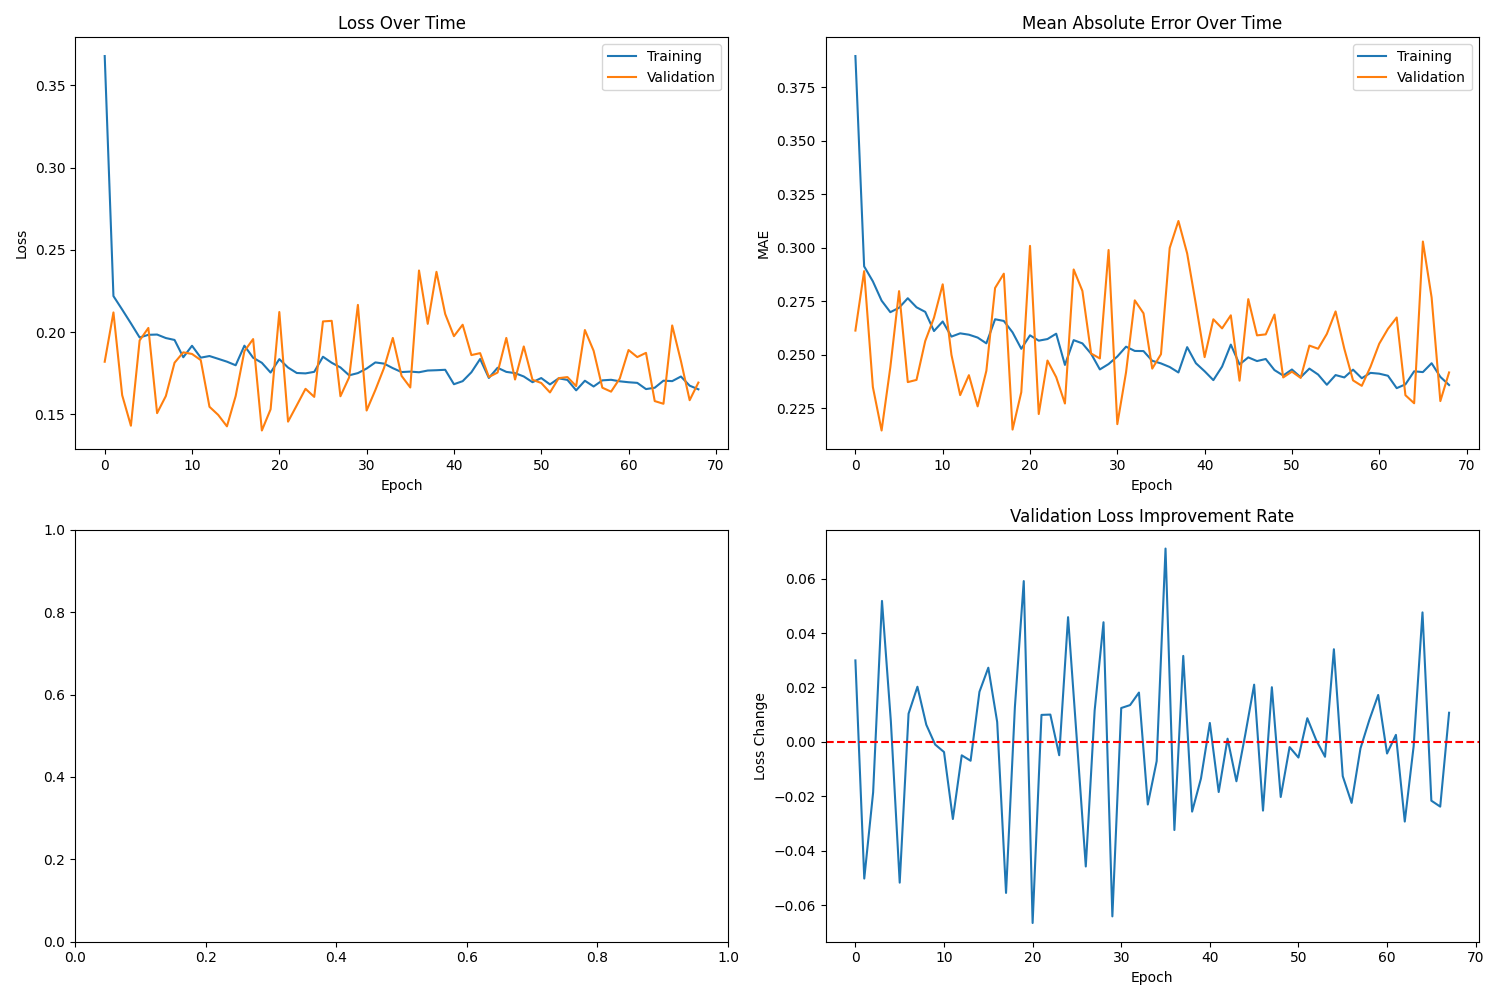 Loss Over Time
Loss
0.35
0.30
0.25
0.20
0.15
0 10 20 30 40 50 60 70
Epoch
Training
Validation
Mean Absolute Error Over Time
MAE
0.375
0.350
0.325
0.300
0.275
0.250
0.225
0 10 20 30 40 50 60 70
Epoch
Training
Validation
1.0
0.8
0.6
0.4
0.2
0.0
0.0 0.2 0.4 0.6 0.8 1.0
Validation Loss Improvement Rate
Loss Change
0.06
0.04
0.02
0.00
−0.02
−0.04
−0.06
0 10 20 30 40 50 60 70
Epoch